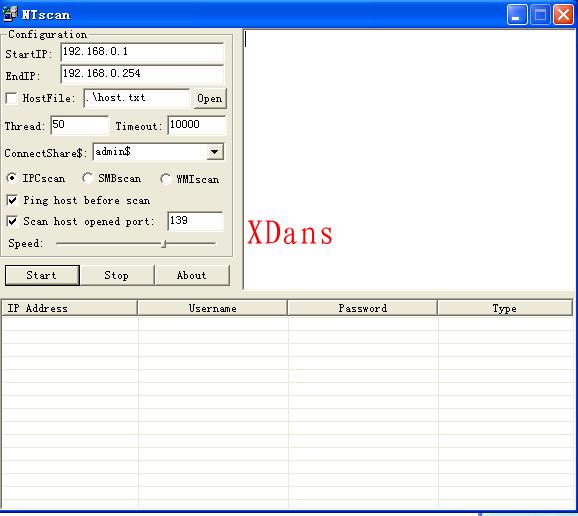 NTscan
Configuration
StartIP: 192.168.0.1
EndIP: 192.168.0.254
HostFile: .\host.txt Open
Thread: 50 Timeout: 10000
ConnectShare$: admin$
IPCscan SMBscan WMIscan
Ping host before scan
Scan host opened port: 139
Speed:
XDans
Start Stop About
IP Address Username Password Type